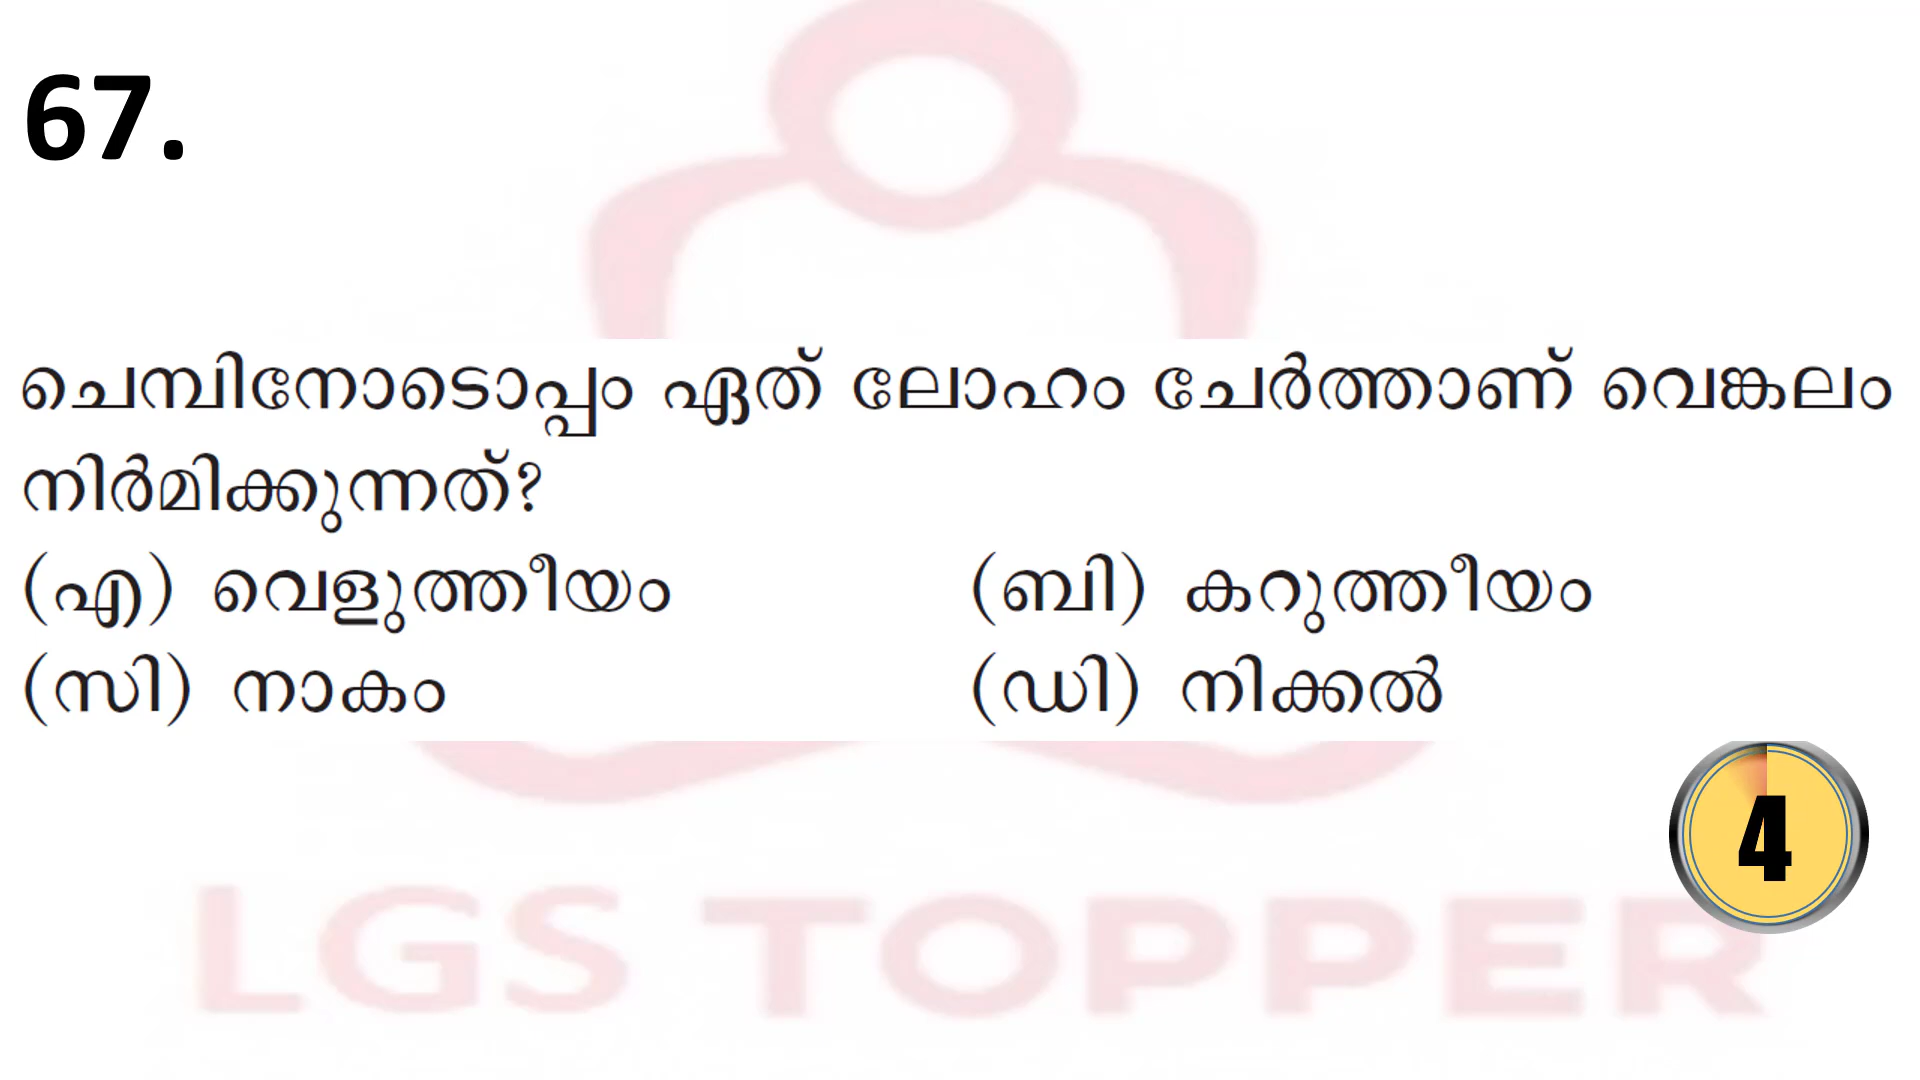 67.
ചെമ്പിനോടൊപ്പം ഏത് ലോഹം ചേർത്താണ് വെങ്കലം
നിർമിക്കുന്നത്?
(എ) വെളുത്തീയം (ബി) കറുത്തീയം
(സി) നാകം (ഡി) നിക്കൽ
4
LGS TOPPER